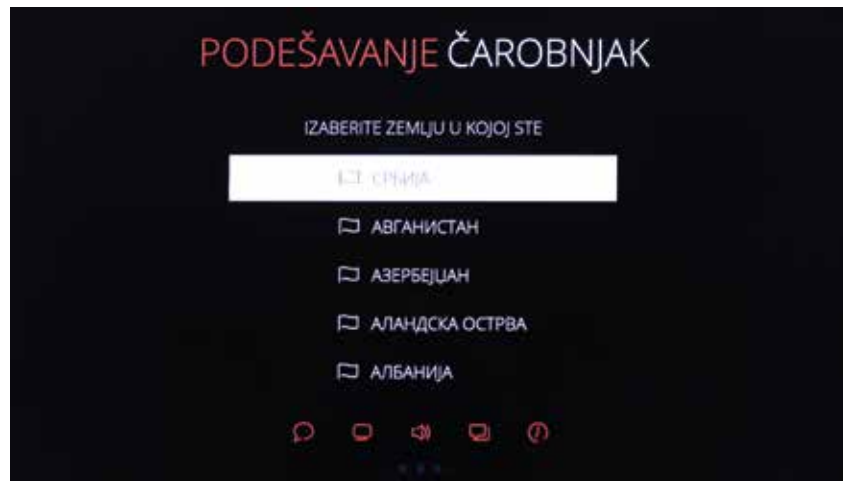 PODEŠAVANJE ČAROBNJAK
IZABERITE ZEMLJU U KOJOJ STE
СРБИЈА
АВГАНИСТАН
АЗЕРБЕЈЏАН
АЛАНДСКА ОСТРВА
АЛБАНИЈА